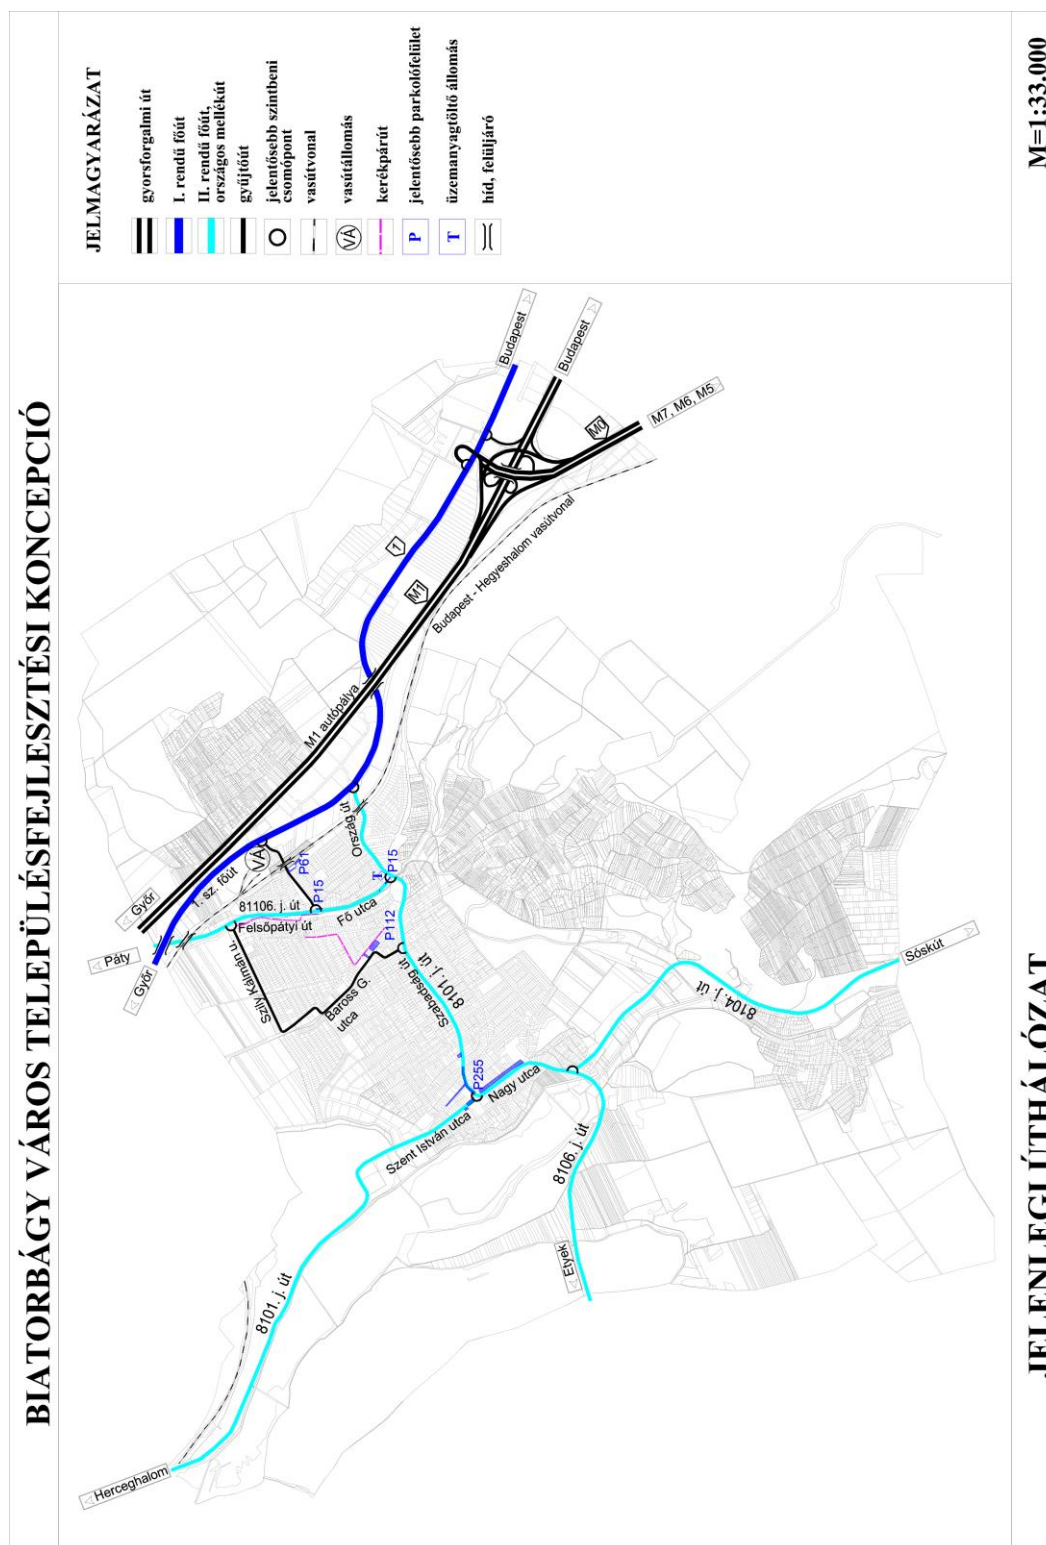 BIATORBÁGY VÁROS TELEPÜLÉSFEJLESZTÉSI KONCEPCIÓ
JELMAGYARÁZAT
gyorsforgalmi út
I. rendű főút
II. rendű főút,
országos mellékút
gyűjtőút
jelentősebb szintbeni
csomópont
vasútvonal
VÁ
vasútállomás
kerékpárút
P
jelentősebb parkolófelület
T
üzemanyagtöltő állomás
híd, felüljáró
Herceghalom
8101. j. út
Szent István utca
Etyek
8106. j. út
P255
Nagy utca
Szabadság út
8101. j. út
8104. j. út
Sóskút
Győr
Páty
Győr
1. sz. főút
VÁ
81106. j. út
Felsőpátyi út
Szily Kálmán u.
Baross G.
utca
P61
P15
Fő utca
P112
T
P15
Ország út
M1 autópálya
M1
1
Budapest - Hegyeshalom vasútvonal
M0
M7, M6, M5
Budapest
Budapest
JELENLEGI ÚTHÁLÓZAT
M=1:33.000